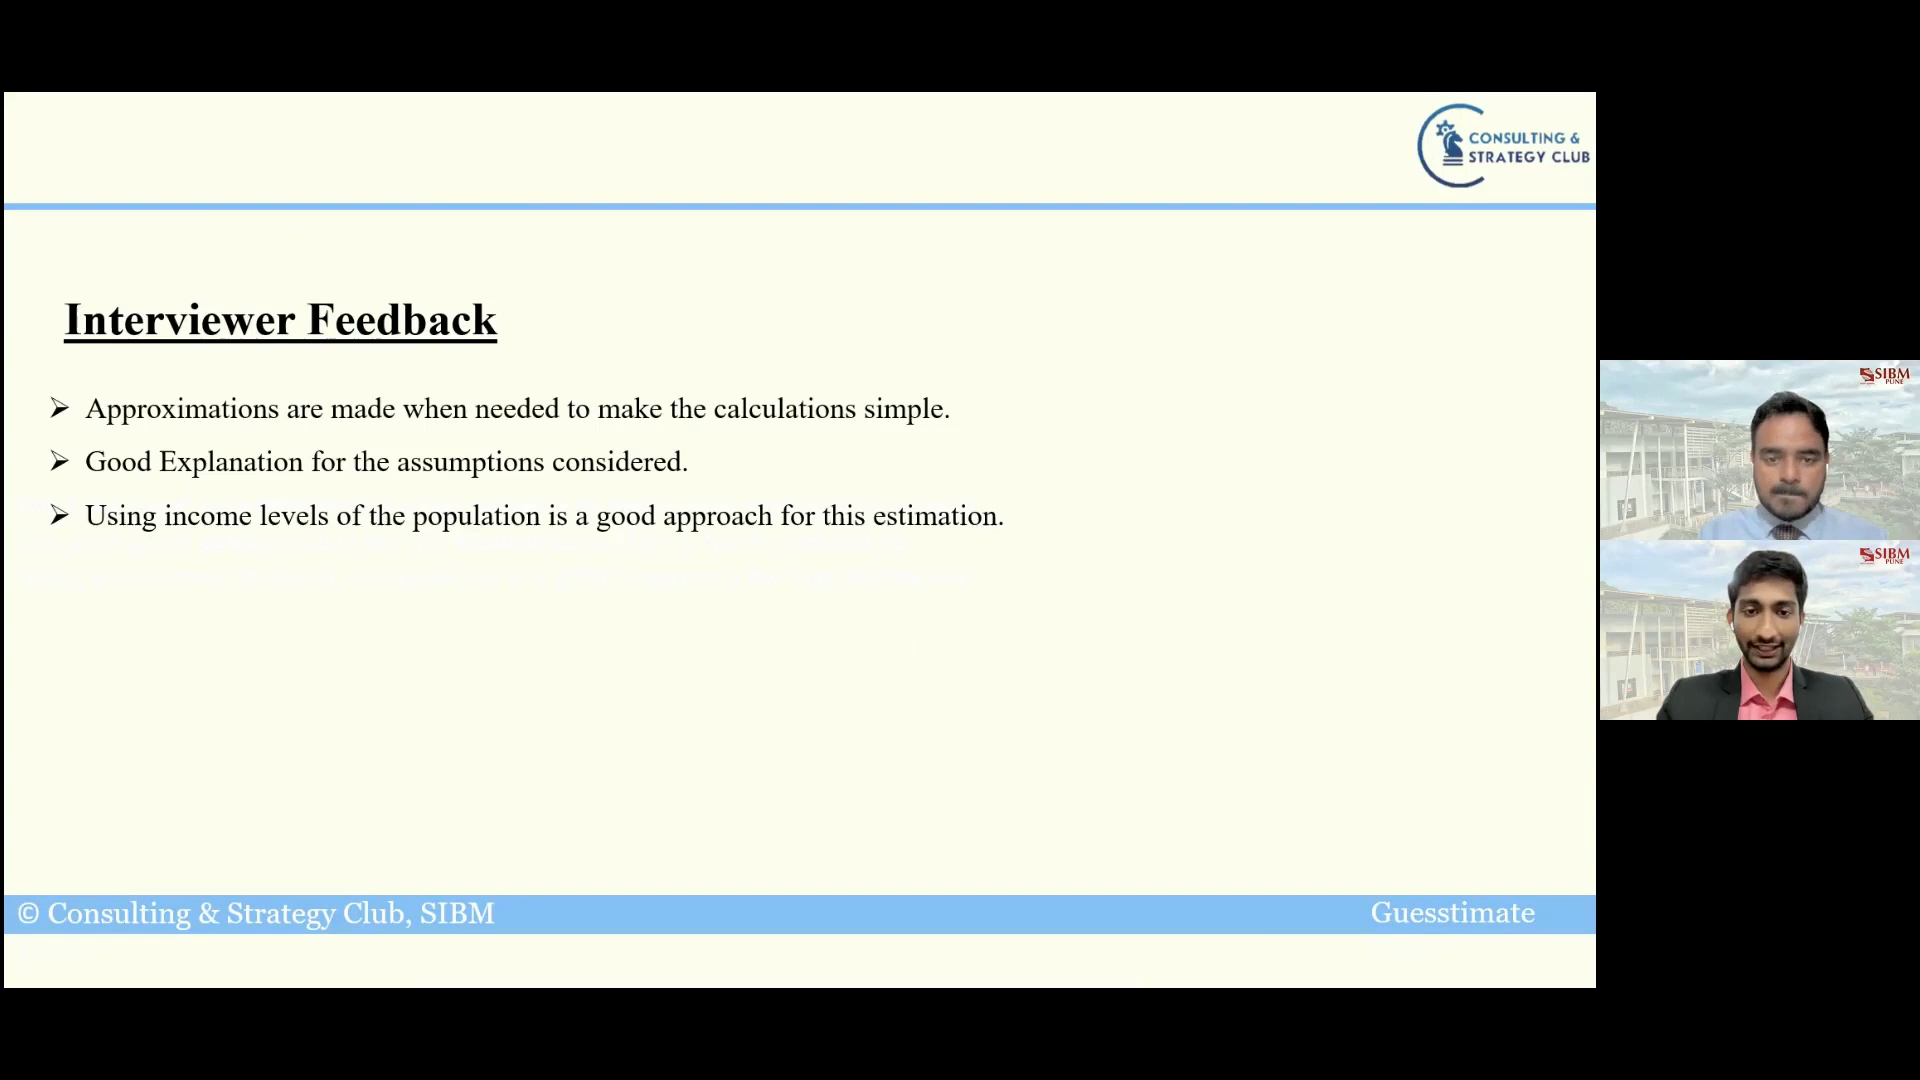 CONSULTING &
STRATEGY CLUB
Interviewer Feedback
➢ Approximations are made when needed to make the calculations simple.
➢ Good Explanation for the assumptions considered.
➢ Using income levels of the population is a good approach for this estimation.
© Consulting & Strategy Club, SIBM
Guesstimate
SIBM
PUNE
SIBM
PUNE